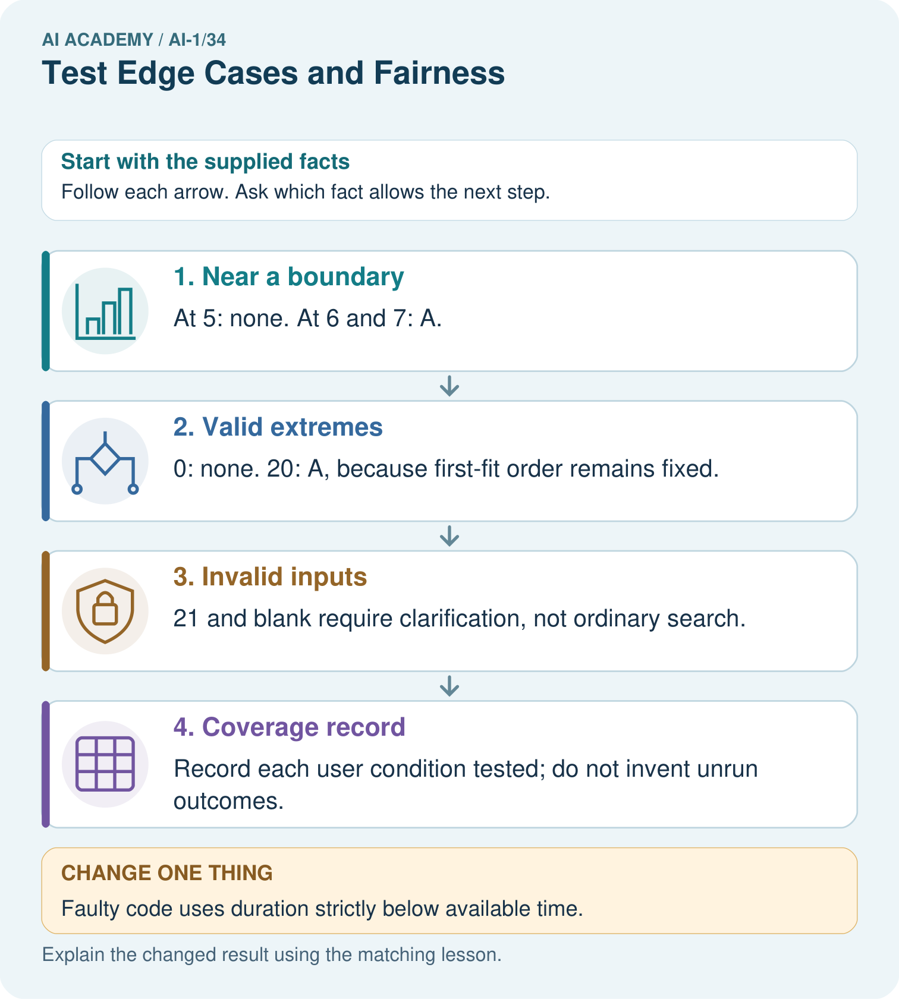 AI ACADEMY / AI-1/34
Test Edge Cases and Fairness
Start with the supplied facts
Follow each arrow. Ask which fact allows the next step.
1. Near a boundary
At 5: none. At 6 and 7: A.
2. Valid extremes
0: none. 20: A, because first-fit order remains fixed.
3. Invalid inputs
21 and blank require clarification, not ordinary search.
4. Coverage record
Record each user condition tested; do not invent unrun
outcomes.
CHANGE ONE THING
Faulty code uses duration strictly below available time.
Explain the changed result using the matching lesson.